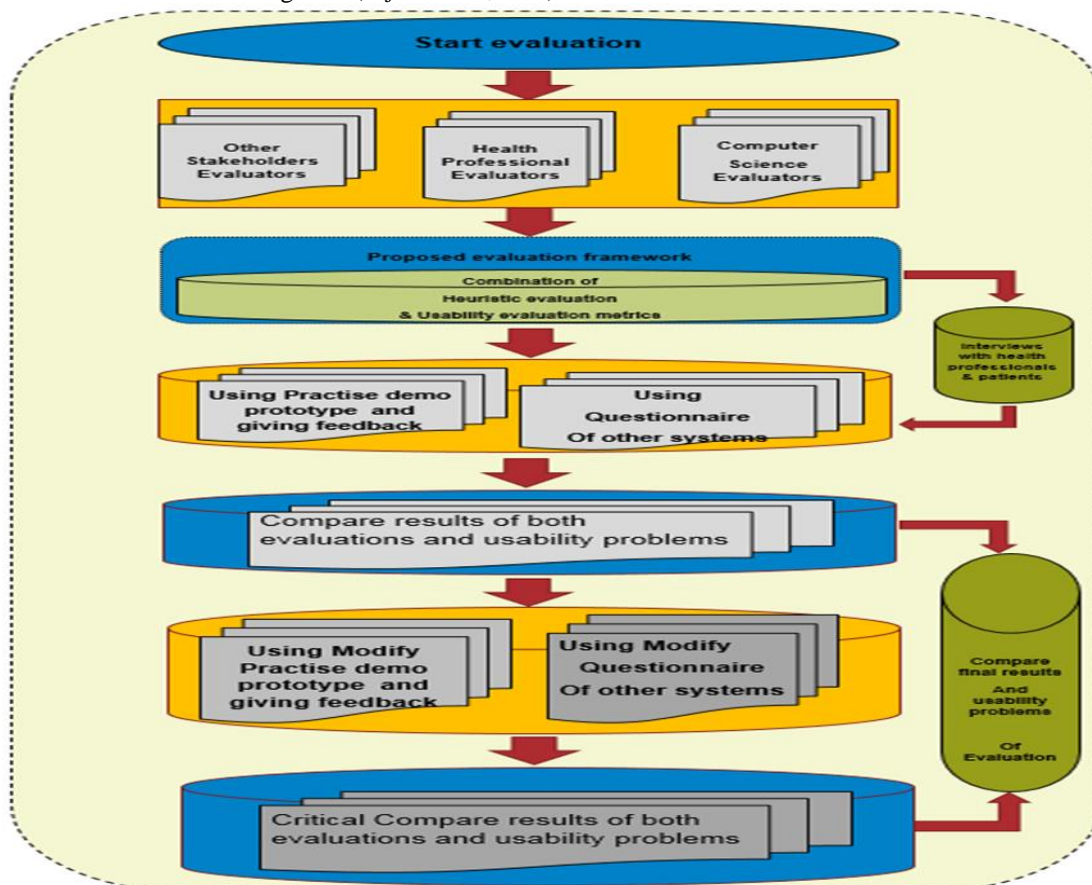 Start evaluation
Other
Stakeholders
Evaluators
Health
Professional
Evaluators
Computer
Science
Evaluators
Proposed evaluation framework
Combination of
Heuristic evaluation
& Usability evaluation metrics
Interviews
with health
professionals
& patients
Using Practise demo
prototype and
giving feedback
Using
Questionnaire
Of other systems
Compare results of both
evaluations and usability problems
Using Modify
Practise demo
prototype and
giving feedback
Using Modify
Questionnaire
Of other systems
Compare
final results
And
usability
problems
Of
Evaluation
Critical Compare results of both
evaluations and usability problems